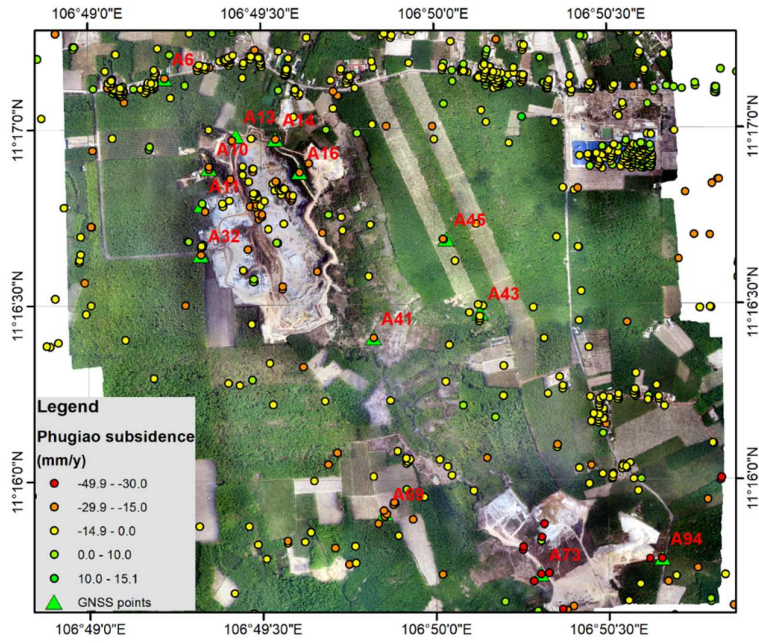 106°49'0"E 106°49'30"E 106°50'0"E 106°50'30"E
A6
11°17'0"N A13 A14 11°17'0"N
A70 A16
A11
A45
A32
11°16'30"N A43 11°16'30"N
A41
Legend
Phugiao subsidence
(mm/y)
-49.9 - -30.0
-29.9 - -15.0
-14.9 - 0.0
0.0 - 10.0
10.0 - 15.1
GNSS points
11°16'0"N 11°16'0"N
A69
A73 A94
106°49'0"E 106°49'30"E 106°50'0"E 106°50'30"E